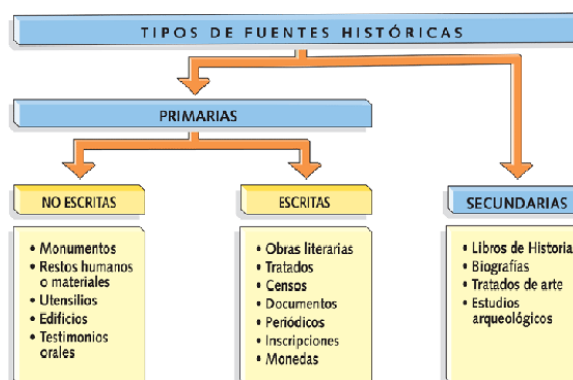 TIPOS DE FUENTES HISTÓRICAS
PRIMARIAS
NO ESCRITAS
• Monumentos
• Restos humanos
o materiales
• Utensilios
• Edificios
• Testimonios
orales
ESCRITAS
• Obras literarias
• Tratados
• Censos
• Documentos
• Periódicos
• Inscripciones
• Monedas
SECUNDARIAS
• Libros de Historia
• Biografías
• Tratados de arte
• Estudios
arqueológicos